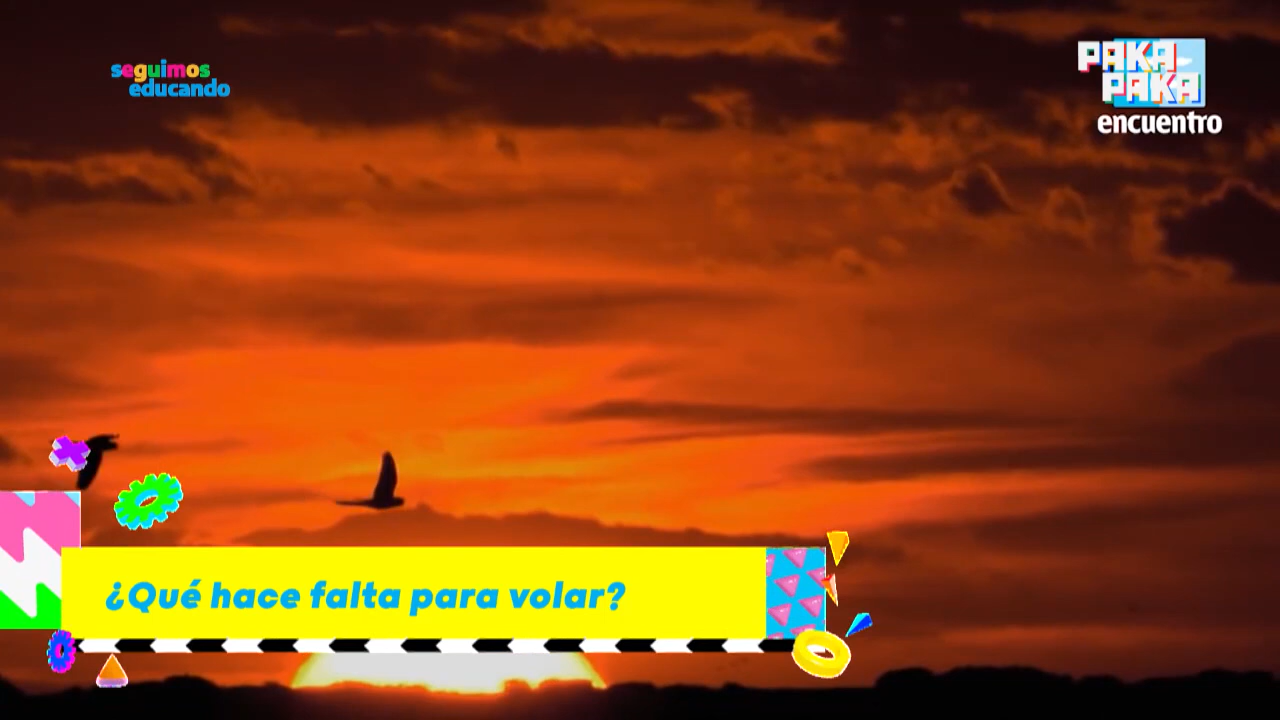 seguimos
educando
PAKA
PAKA
encuentro
¿Qué hace falta para volar?